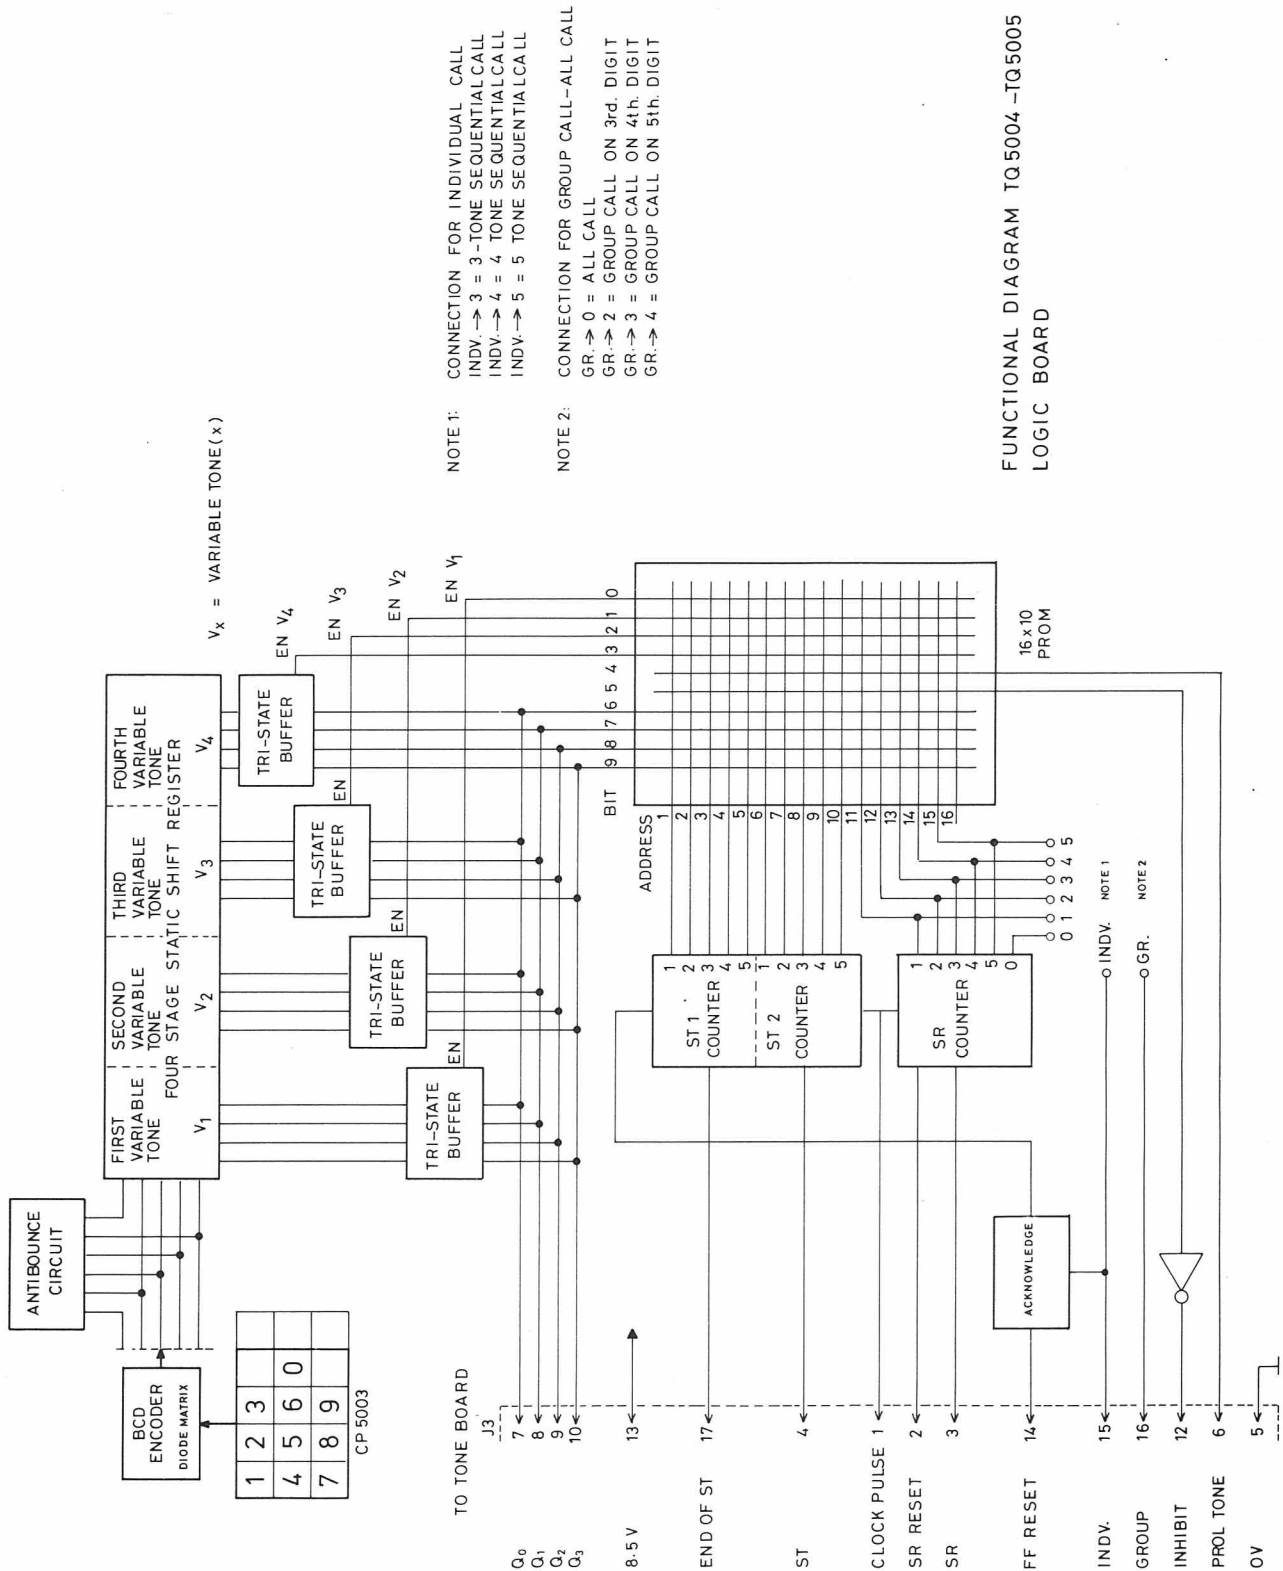 ANTIBOUNCE
CIRCUIT
BCD
ENCODER
DIODE MATRIX
1 2 3
4 5 6 0
7 8 9
CP 5003
FIRST
VARIABLE
TONE
SECOND
VARIABLE
TONE
THIRD
VARIABLE
TONE
FOURTH
VARIABLE
TONE
FOUR STAGE STATIC SHIFT REGISTER
V1
V2
V3
V4
Vx = VARIABLE TONE(x)
TRI-STATE
BUFFER
EN
TRI-STATE
BUFFER
EN
TRI-STATE
BUFFER
EN
TRI-STATE
BUFFER
EN V4
EN V3
EN V2
EN V1
NOTE 1: CONNECTION FOR INDIVIDUAL CALL
INDV.→ 3 = 3-TONE SEQUENTIALCALL
INDV.→ 4 = 4 TONE SEQUENTIALCALL
INDV→ 5 = 5 TONE SEQUENTIALCALL
NOTE 2: CONNECTION FOR GROUP CALL-ALL CALL
GR.→ 0 = ALL CALL
GR.→ 2 = GROUP CALL ON 3rd. DIGIT
GR.→ 3 = GROUP CALL ON 4th. DIGIT
GR.→ 4 = GROUP CALL ON 5th. DIGIT
TO TONE BOARD
J3
Q0 7
Q1 8
Q2 9
Q3 10
8·5 V 13
END OF ST 17
ST 4
CLOCK PULSE 1
SR RESET 2
SR 3
FF RESET 14
INDV. 15
GROUP 16
INHIBIT 12
PROL TONE 6
0V 5
BIT 9 8 7 6 5 4 3 2 1 0
ADDRESS
1
2
3
4
5
6
7
8
9
10
11
12
13
14
15
16
16 x 10
PROM
ST 1
COUNTER
1
2
3
4
5
ST 2
COUNTER
1
2
3
4
5
SR
COUNTER
1
2
3
4
5
0
0 1 2 3 4 5
INDV. NOTE 1
GR. NOTE 2
ACKNOWLEDGE
FUNCTIONAL DIAGRAM TQ5004 -TQ5005
LOGIC BOARD